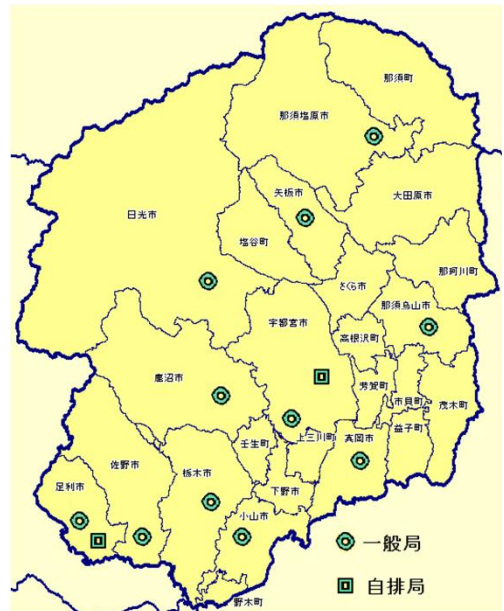 那須町
那須塩原市
矢板市
大田原市
日光市
塩谷町
那珂川町
さくら市
那須烏山市
宇都宮市
高根沢町
鹿沼市
芳賀町
市貝町
茂木町
益子町
上三川町
真岡市
壬生町
佐野市
栃木市
足利市
下野市
小山市
野木町
一般局
自排局